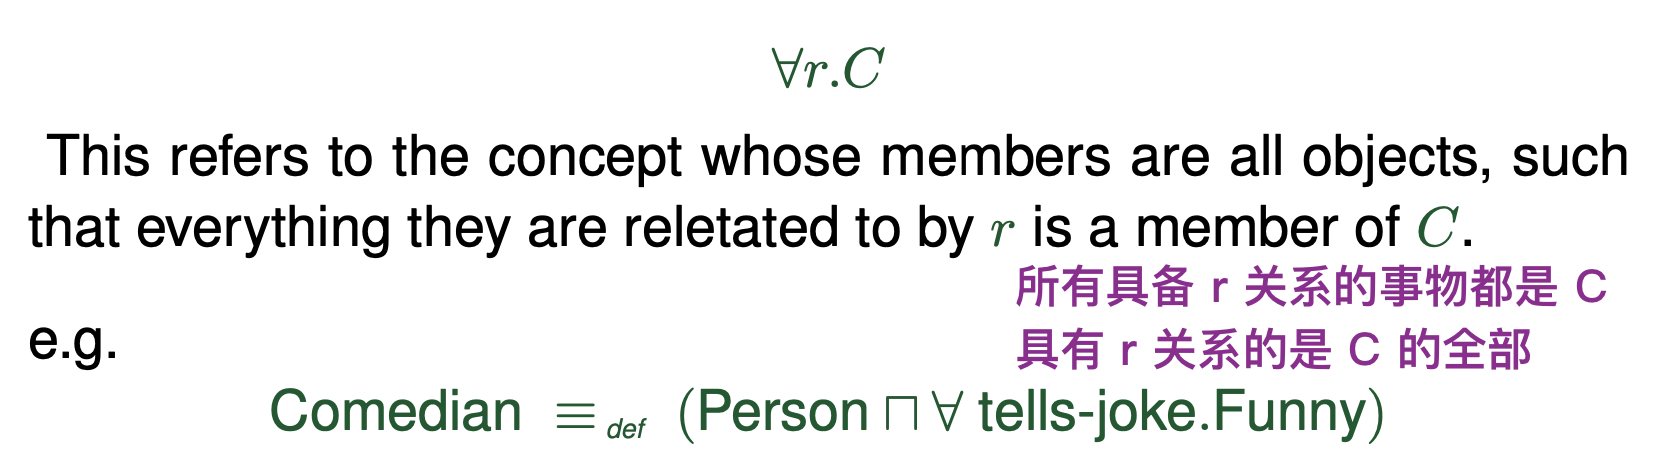 ∀r.C
This refers to the concept whose members are all objects, such
that everything they are reletated to by r is a member of C.
所有具备 r 关系的事物都是 C
e.g.
具有 r 关系的是 C 的全部
Comedian ≡def (Person ⊓ ∀ tells-joke.Funny)